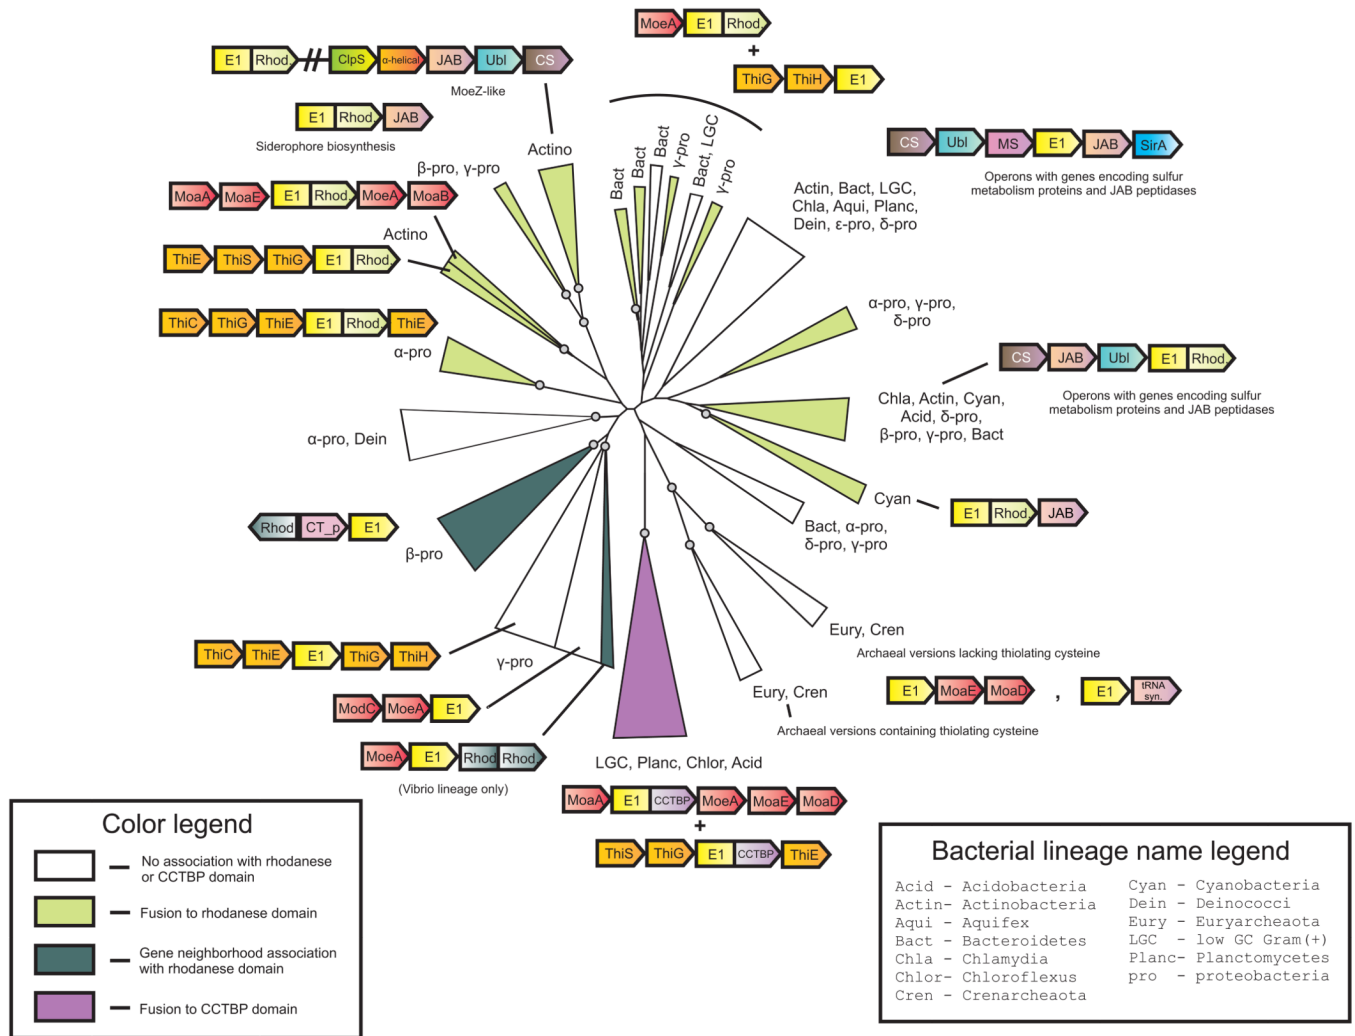 MoeA E1 Rhod.
+
ThiG ThiH E1
E1 Rhod. // ClpS α-helical JAB Ubl CS
MoeZ-like
E1 Rhod. JAB
Siderophore biosynthesis
CS Ubl MS E1 JAB SirA
Operons with genes encoding sulfur
metabolism proteins and JAB peptidases
Actino
β-pro, γ-pro
Bact
Bact
Bact
γ-pro
Bact, LGC
γ-pro
Actin, Bact, LGC,
Chla, Aqui, Planc,
Dein, ε-pro, δ-pro
MoaA MoaE E1 Rhod. MoeA MoaB
Actino
ThiE ThiS ThiG E1 Rhod.
ThiC ThiG ThiE E1 Rhod. ThiE
α-pro
α-pro, γ-pro,
δ-pro
CS JAB Ubl E1 Rhod.
Operons with genes encoding sulfur
metabolism proteins and JAB peptidases
Chla, Actin, Cyan,
Acid, δ-pro,
β-pro, γ-pro, Bact
α-pro, Dein
Cyan
E1 Rhod. JAB
Rhod CT_p E1
β-pro
Bact, α-pro,
δ-pro, γ-pro
Eury, Cren
Archaeal versions lacking thiolating cysteine
ThiC ThiE E1 ThiG ThiH
γ-pro
E1 MoaE MoaD , E1 tRNA
syn.
Eury, Cren
Archaeal versions containing thiolating cysteine
ModC MoeA E1
MoeA E1 Rhod Rhod.
(Vibrio lineage only)
LGC, Planc, Chlor, Acid
MoaA E1 CCTBP MoeA MoaE MoaD
+
ThiS ThiG E1 CCTBP ThiE
Color legend
No association with rhodanese
or CCTBP domain
Fusion to rhodanese domain
Gene neighborhood association
with rhodanese domain
Fusion to CCTBP domain
Bacterial lineage name legend
Acid - Acidobacteria
Actin- Actinobacteria
Aqui - Aquifex
Bact - Bacteroidetes
Chla - Chlamydia
Chlor- Chloroflexus
Cren - Crenarcheaota
Cyan - Cyanobacteria
Dein - Deinococci
Eury - Euryarcheaota
LGC - low GC Gram(+)
Planc- Planctomycetes
pro - proteobacteria